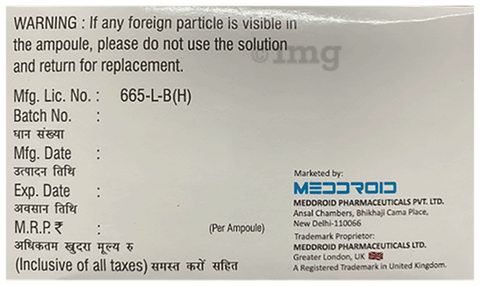 WARNING : If any foreign particle is visible in
the ampoule, please do not use the solution
and return for replacement.
©img
Mfg. Lic. No. : 665-L-B(H)
Batch No. :
धान संख्या
Mfg. Date :
उत्पादन तिथि
Exp. Date :
अवसान तिथि
M.R.P. ₹ : (Per Ampoule)
अधिकतम खुदरा मूल्य रु
(Inclusive of all taxes) समस्त करों सहित
Marketed by:
MEDDROID
MEDDROID PHARMACEUTICALS PVT. LTD.
Ansal Chambers, Bhikhaji Cama Place,
New Delhi-110066
Trademark Proprietor:
MEDDROID PHARMACEUTICALS LTD.
Greater London, UK
A Registered Trademark in United Kingdom.